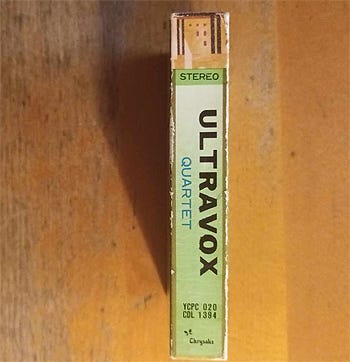 STEREO
ULTRAVOX
QUARTET
YCPC 020
CDL 1394
Chrysalis